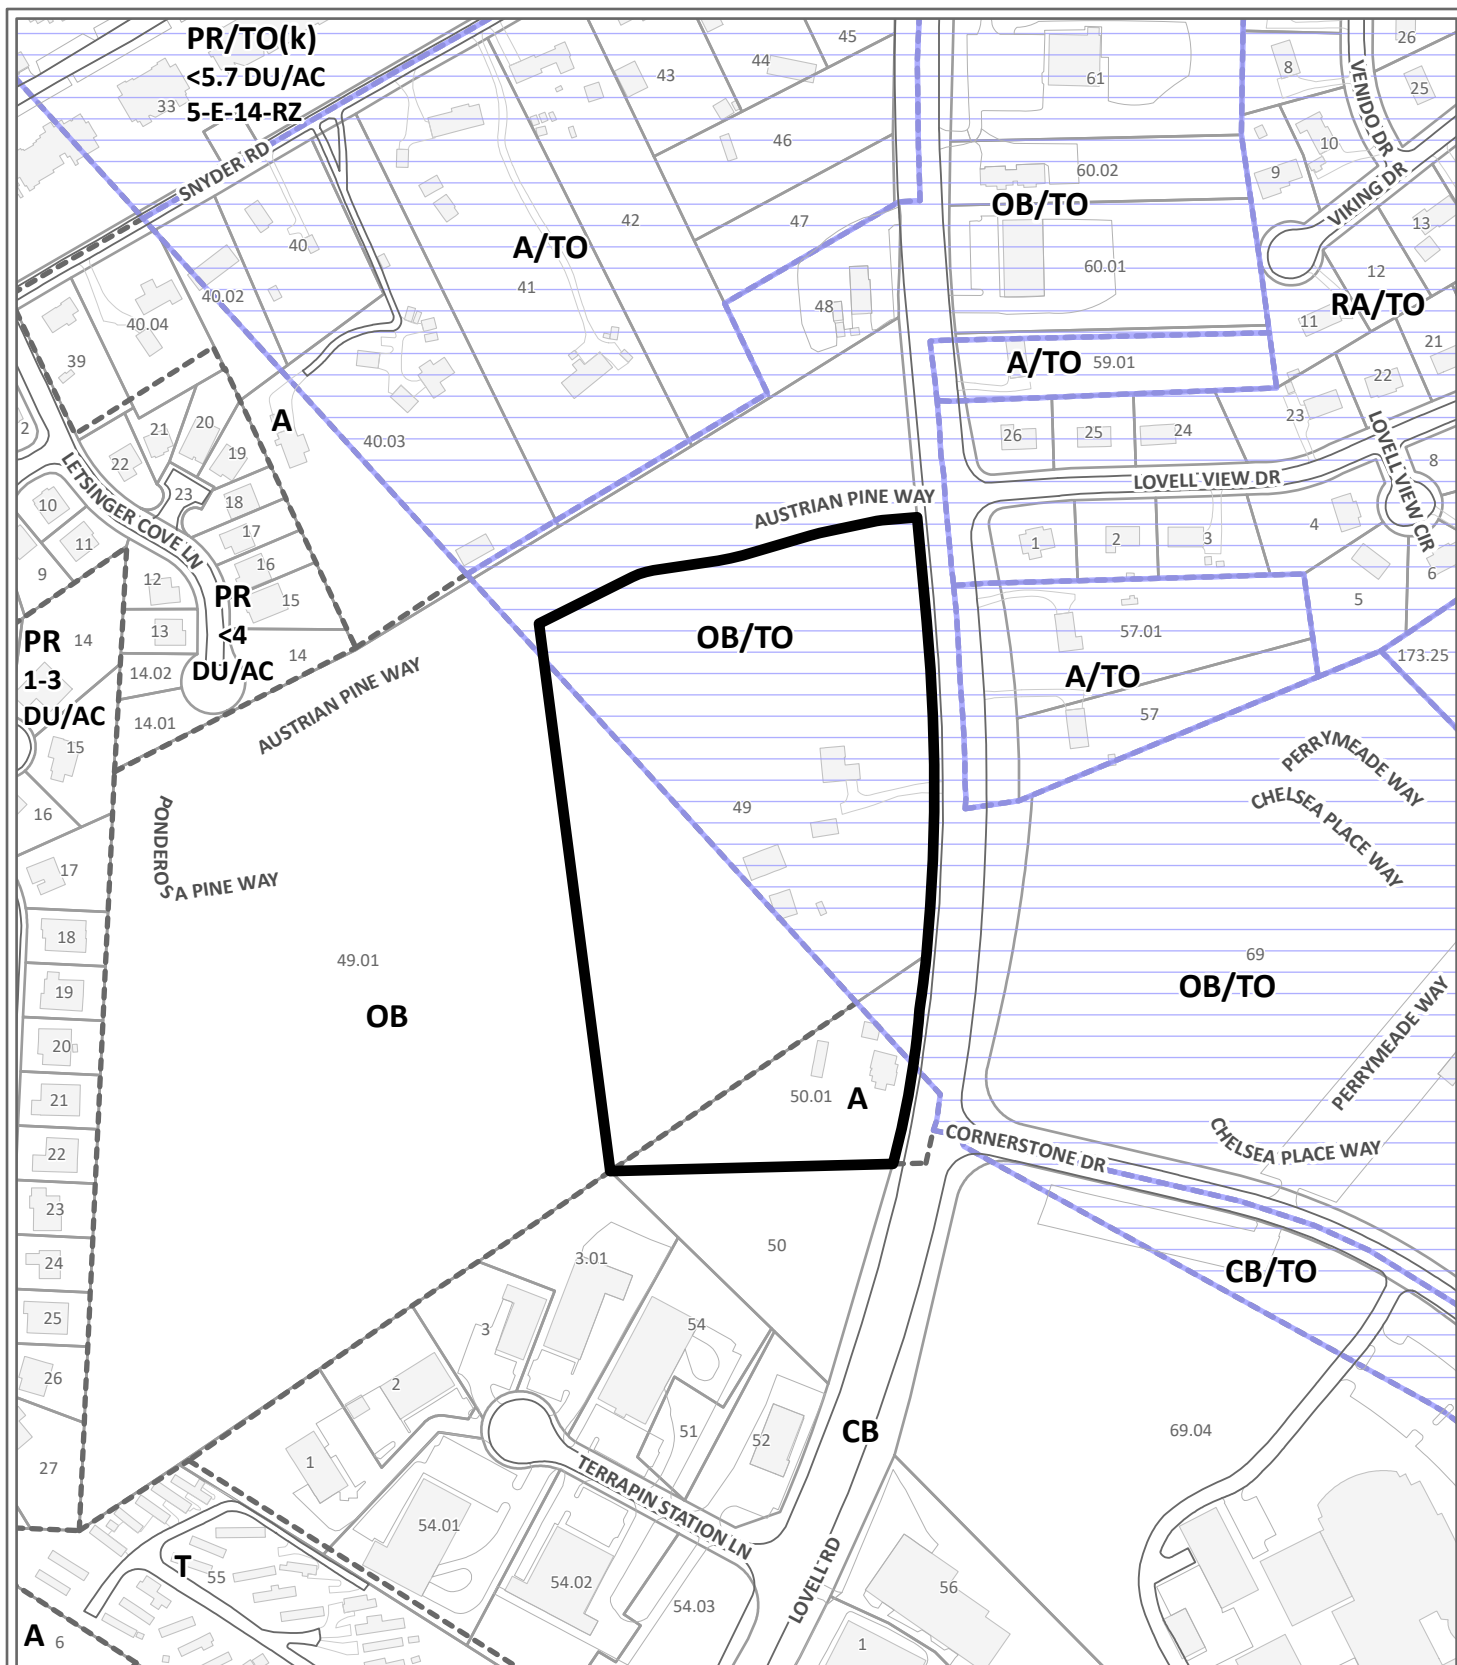 PR/TO(k)
<5.7 DU/AC
5-E-14-RZ
33
SNYDER RD
45
44
43
46
42
47
41
A/TO
40
40.02
40.04
39
40.03
48
61
60.02
OB/TO
60.01
A/TO
59.01
26
8
25
VENIDO DR
10
9
VIKING DR
13
12
RA/TO
11
21
22
23
24
25
26
LOVELL VIEW DR
LOVELL VIEW CIR
8
4
3
2
1
6
5
173.25
57.01
A/TO
57
A
2
21
20
22
19
23
18
17
16
15
14
LETSINGER COVE LN
10
11
9
12
13
14.02
14.01
PR
<4
DU/AC
PR
1-3
DU/AC
14
15
16
17
18
19
20
21
22
23
24
25
26
27
AUSTRIAN PINE WAY
AUSTRIAN PINE WAY
PONDEROSA PINE WAY
49.01
OB
OB/TO
49
50.01
A
PERRYMEADE WAY
CHELSEA PLACE WAY
69
OB/TO
PERRYMEADE WAY
CHELSEA PLACE WAY
CORNERSTONE DR
CB/TO
50
3.01
3
54
2
51
52
1
CB
69.04
TERRAPIN STATION LN
LOVELL RD
54.01
54.02
54.03
56
1
T
55
A
6